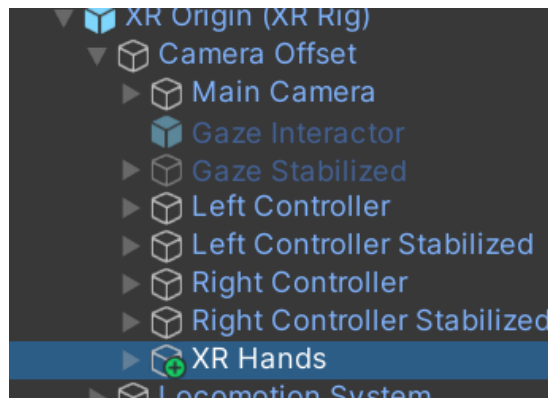 XR Origin (XR Rig)
Camera Offset
Main Camera
Gaze Interactor
Gaze Stabilized
Left Controller
Left Controller Stabilized
Right Controller
Right Controller Stabilized
XR Hands
Locomotion System